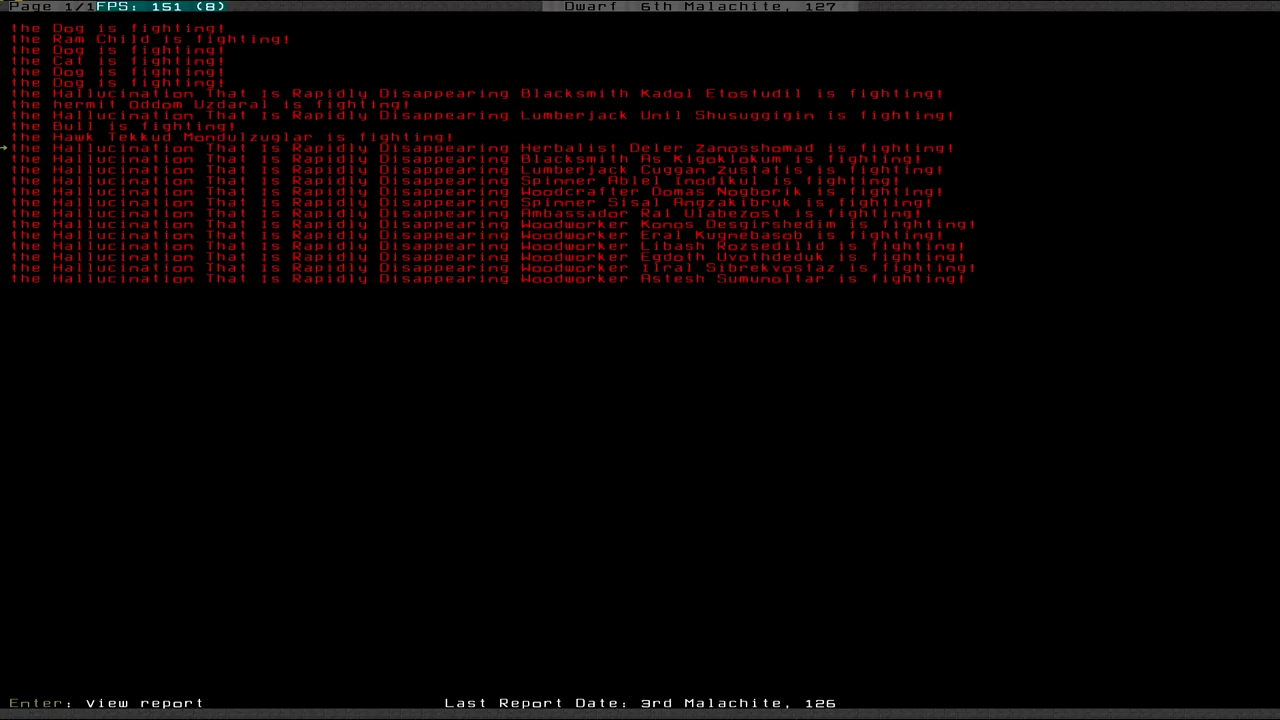 Page 1/1 FPS: 151 (8) Dwarf 6th Malachite, 127
the Dog is fighting!
the Ram Child is fighting!
the Dog is fighting!
the Cat is fighting!
the Dog is fighting!
the Dog is fighting!
the Hallucination That Is Rapidly Disappearing Blacksmith Kadol Etostudil is fighting!
the hermit Oddom Uzdaral is fighting!
the Hallucination That Is Rapidly Disappearing Lumberjack Unil Shusuggigin is fighting!
the Bull is fighting!
the Hawk Tekkud Mondulzuglar is fighting!
the Hallucination That Is Rapidly Disappearing Herbalist Deler Zanosshomad is fighting!
the Hallucination That Is Rapidly Disappearing Blacksmith As Kigoklokum is fighting!
the Hallucination That Is Rapidly Disappearing Lumberjack Cuggan Zustatis is fighting!
the Hallucination That Is Rapidly Disappearing Spinner Ablel Inodikul is fighting!
the Hallucination That Is Rapidly Disappearing Woodcrafter Domas Nogborik is fighting!
the Hallucination That Is Rapidly Disappearing Spinner Sisal Angzakibruk is fighting!
the Hallucination That Is Rapidly Disappearing Ambassador Ral Ulabezost is fighting!
the Hallucination That Is Rapidly Disappearing Woodworker Konos Desgirshedim is fighting!
the Hallucination That Is Rapidly Disappearing Woodworker Eral Kugnebasob is fighting!
the Hallucination That Is Rapidly Disappearing Woodworker Libash Rozsedilid is fighting!
the Hallucination That Is Rapidly Disappearing Woodworker Egdoth Uvothdeduk is fighting!
the Hallucination That Is Rapidly Disappearing Woodworker Ilral Sibrekvostaz is fighting!
the Hallucination That Is Rapidly Disappearing Woodworker Astesh Sumunoltar is fighting!
Enter: view report Last Report Date: 3rd Malachite, 126